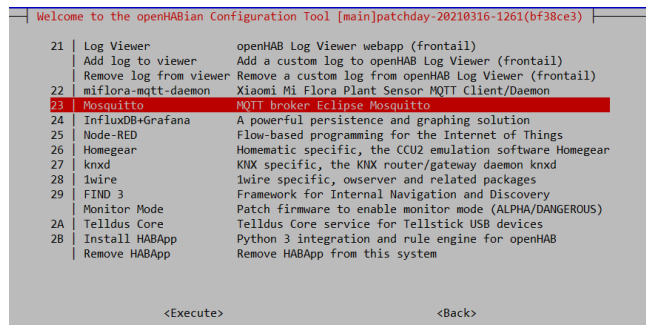 Welcome to the openHABian Configuration Tool [main]patchday-20210316-1261(bf38ce3)
21 | Log Viewer openHAB Log Viewer webapp (frontail)
| Add log to viewer Add a custom log to openHAB Log Viewer (frontail)
| Remove log from viewer Remove a custom log from openHAB Log Viewer (frontail)
22 | miflora-mqtt-daemon Xiaomi Mi Flora Plant Sensor MQTT Client/Daemon
23 | Mosquitto MQTT broker Eclipse Mosquitto
24 | InfluxDB+Grafana A powerful persistence and graphing solution
25 | Node-RED Flow-based programming for the Internet of Things
26 | Homegear Homematic specific, the CCU2 emulation software Homegear
27 | knxd KNX specific, the KNX router/gateway daemon knxd
28 | 1wire 1wire specific, owserver and related packages
29 | FIND 3 Framework for Internal Navigation and Discovery
| Monitor Mode Patch firmware to enable monitor mode (ALPHA/DANGEROUS)
2A | Telldus Core Telldus Core service for Tellstick USB devices
2B | Install HABApp Python 3 integration and rule engine for openHAB
| Remove HABApp Remove HABApp from this system
<Execute> <Back>